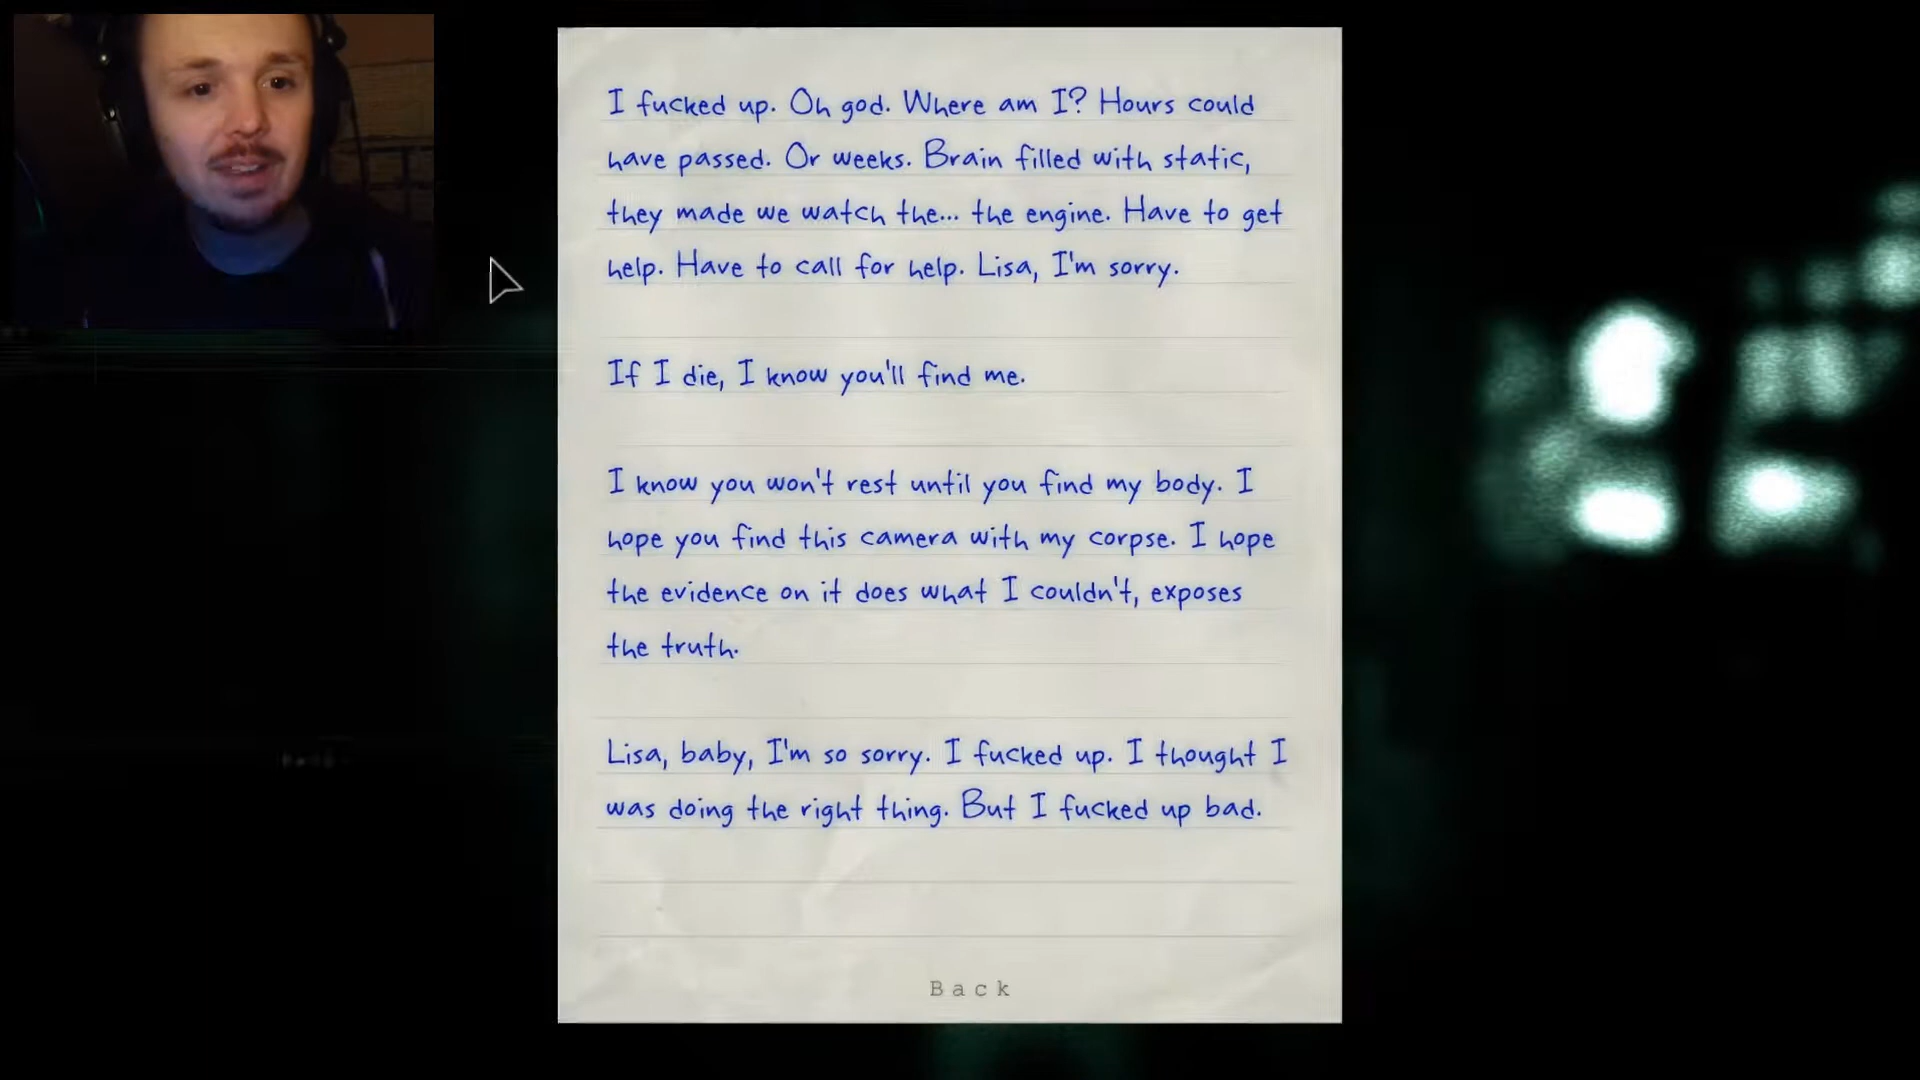 I fucked up. Oh god. Where am I? Hours could
have passed. Or weeks. Brain filled with static,
they made we watch the... the engine. Have to get
help. Have to call for help. Lisa, I'm sorry.
If I die, I know you'll find me.
I know you won't rest until you find my body. I
hope you find this camera with my corpse. I hope
the evidence on it does what I couldn't, exposes
the truth.
Lisa, baby, I'm so sorry. I fucked up. I thought I
was doing the right thing. But I fucked up bad.
Back